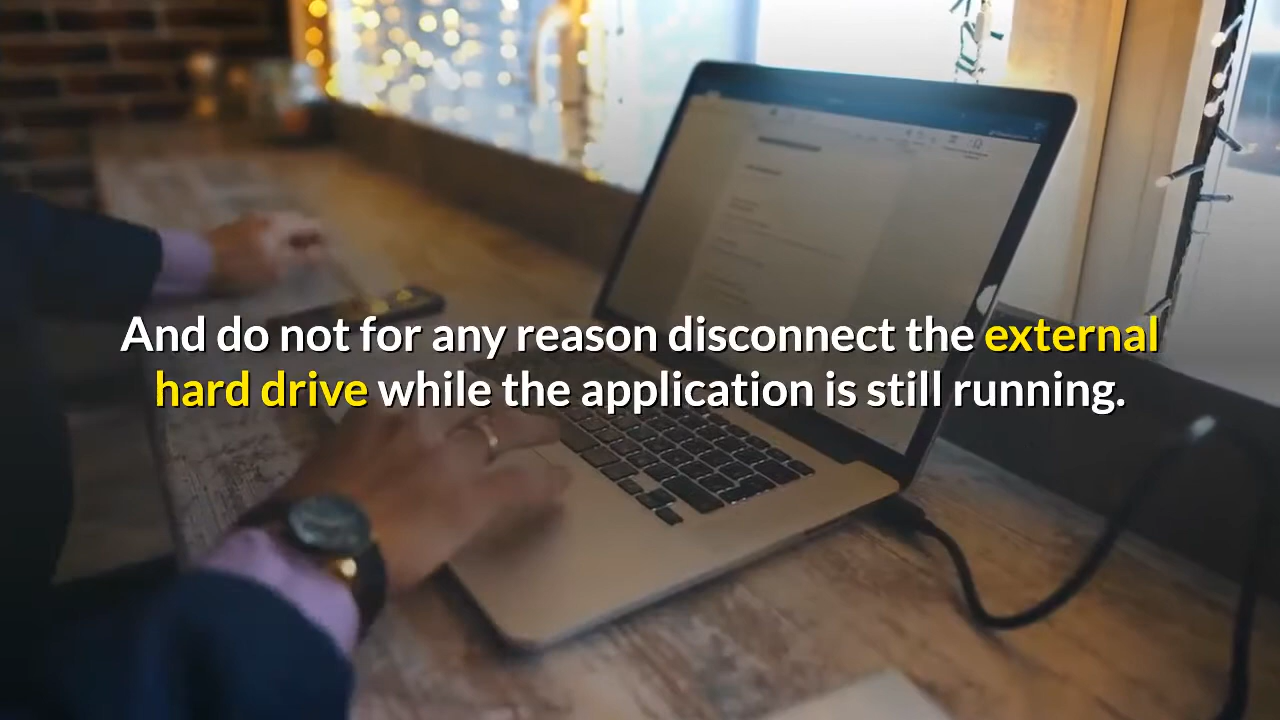 And do not for any reason disconnect the external
hard drive while the application is still running.